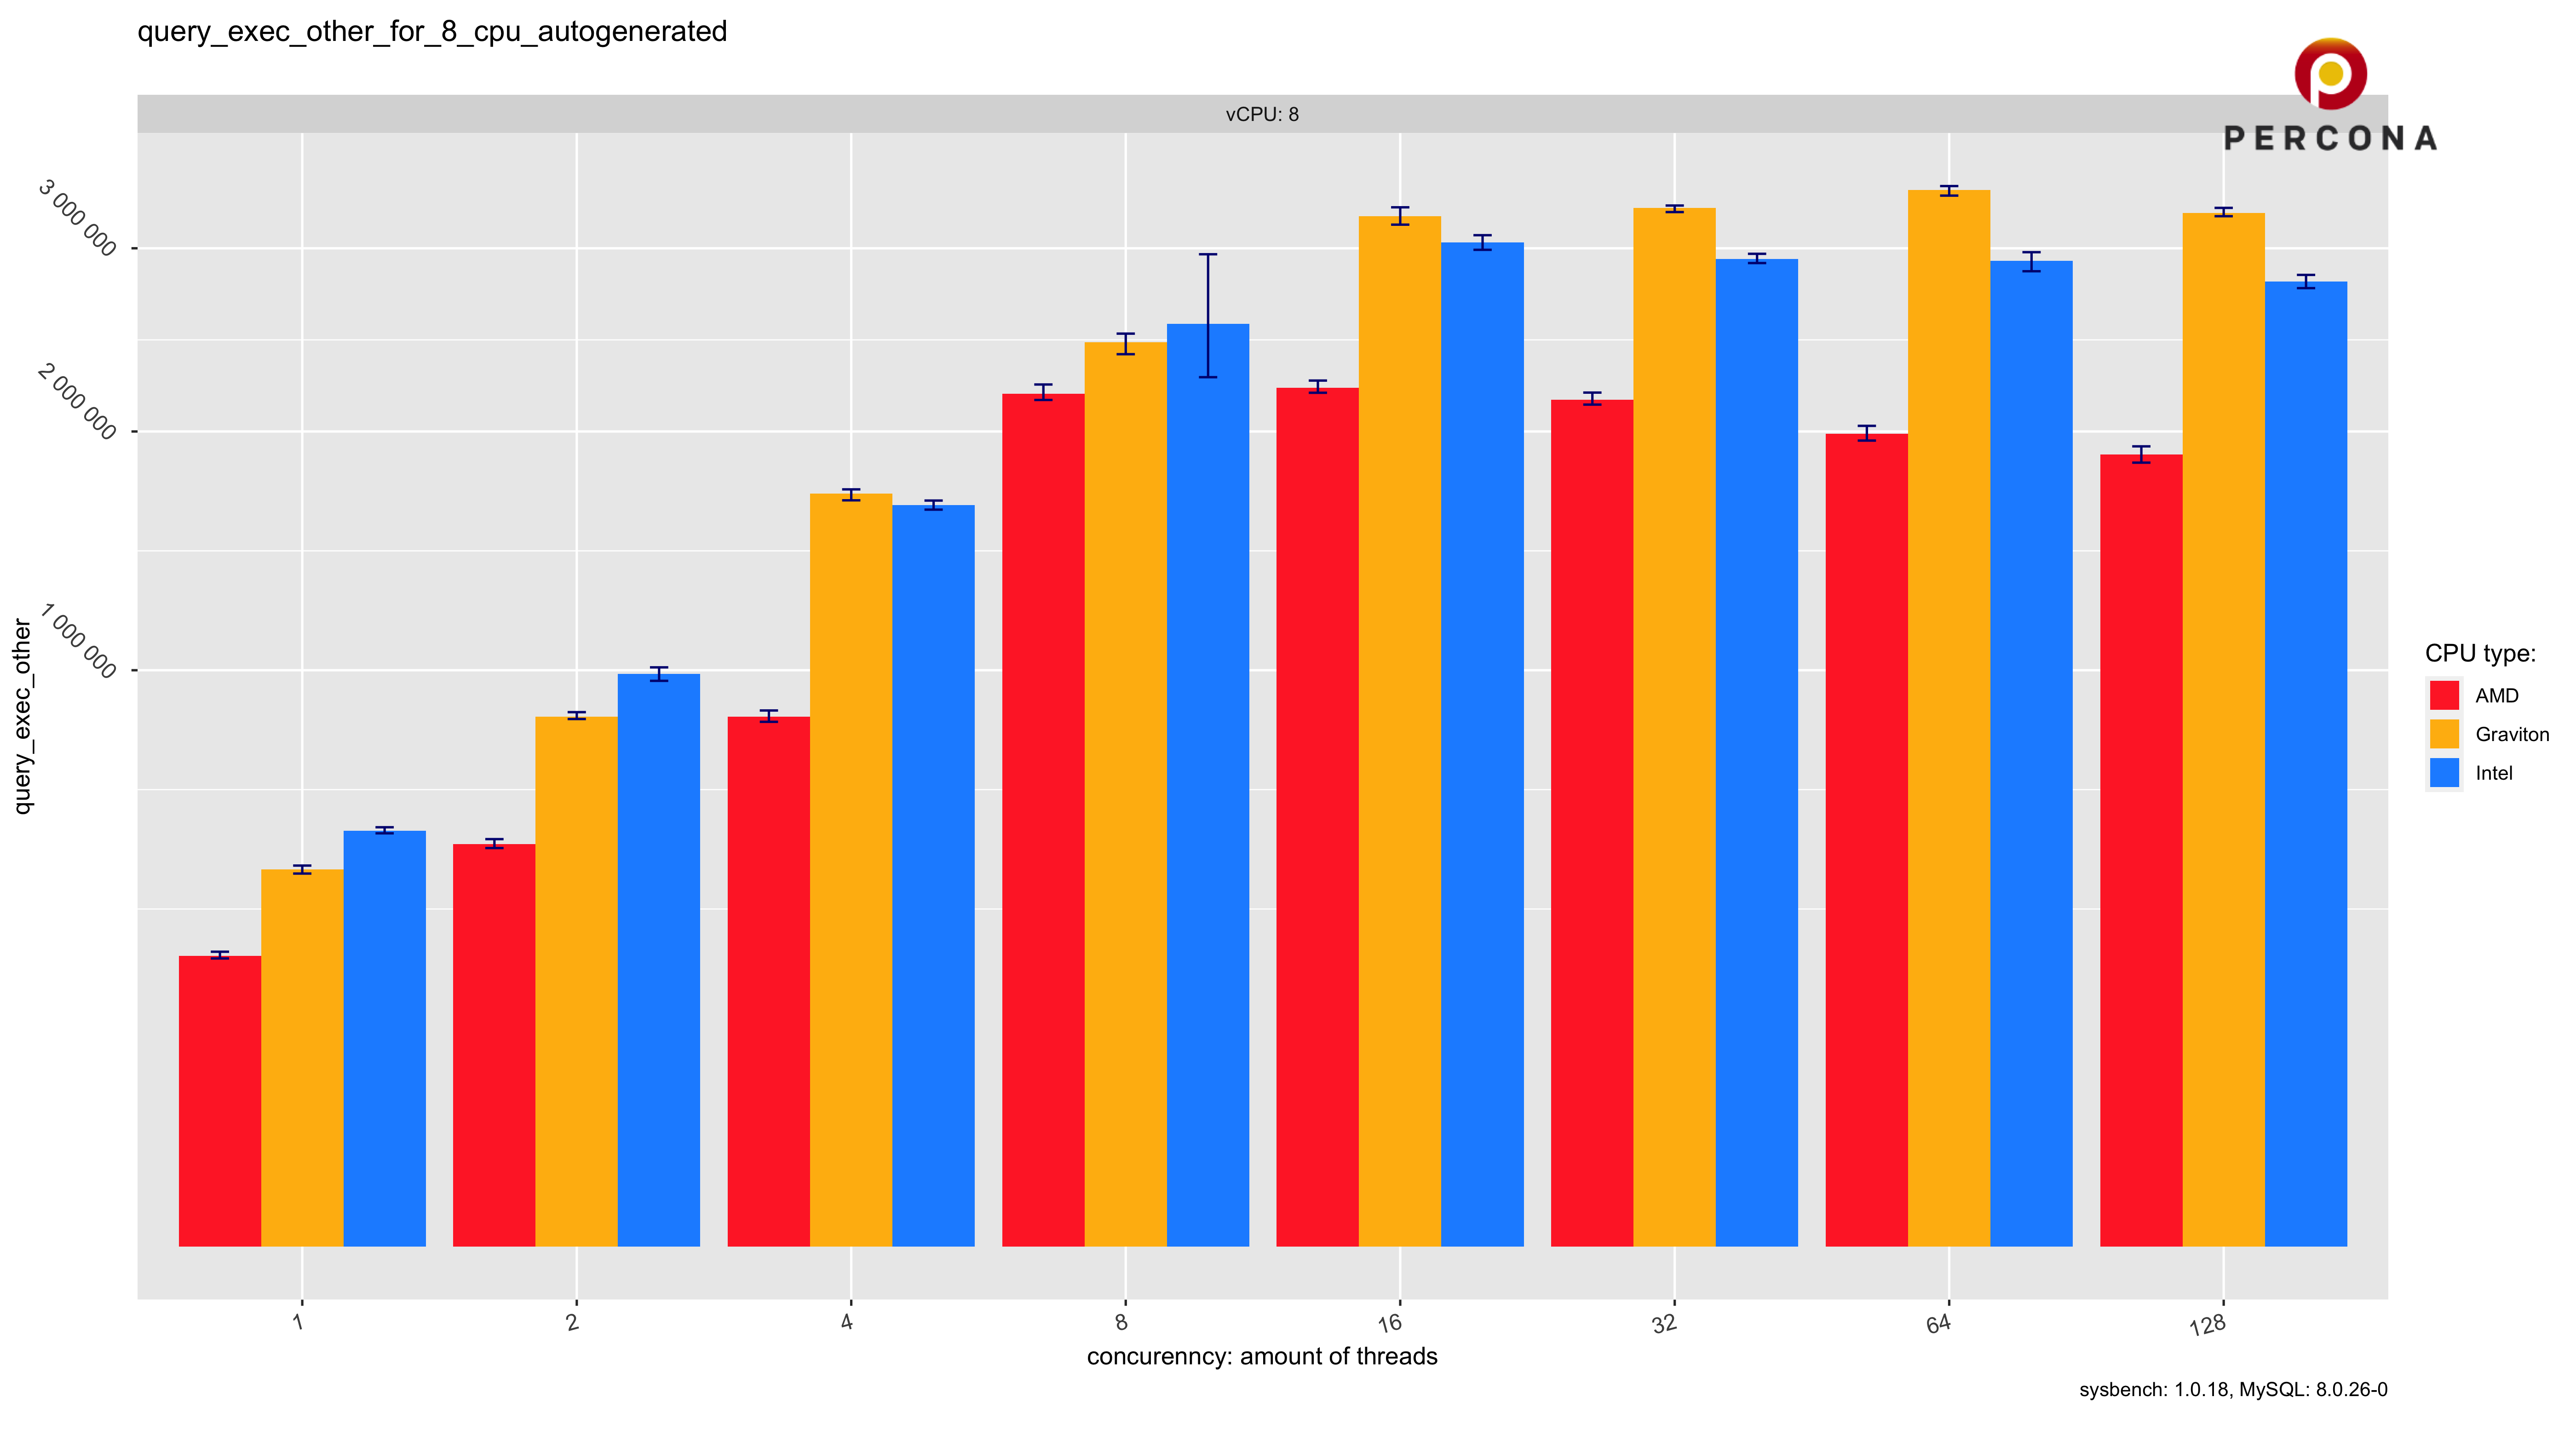 query_exec_other_for_8_cpu_autogenerated
PERCONA
vCPU: 8
3 000 000
2 000 000
1 000 000
query_exec_other
CPU type:
AMD
Graviton
Intel
1 2 4 8 16 32 64 128
concurenncy: amount of threads
sysbench: 1.0.18, MySQL: 8.0.26-0